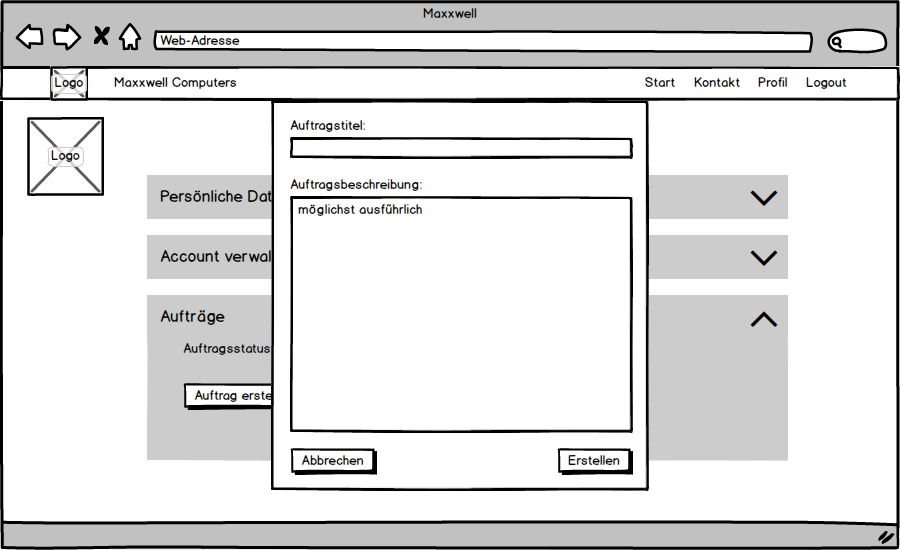 Maxxwell
Web-Adresse
Logo
Maxxwell Computers
Start
Kontakt
Profil
Logout
Logo
Auftragstitel:
Persönliche Dat
Auftragsbeschreibung:
möglichst ausführlich
Account verwal
Aufträge
Auftragsstatus
Auftrag erste
Abbrechen
Erstellen